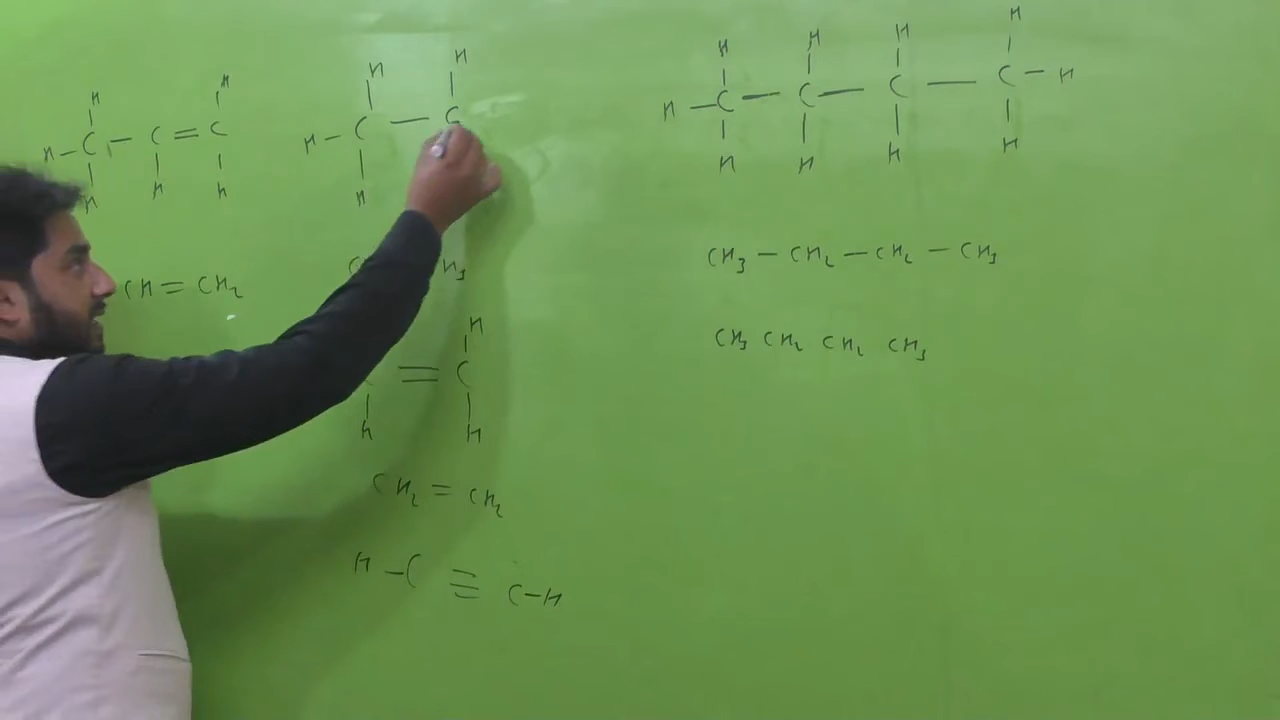 H H
H – C – C = C
H H H
CH = CH2
H H
H – C – C
H
H3
H
= C
H H
CH2 = CH2
H – C ≡ C – H
H H H H
H – C – C – C – C – H
H H H H
CH3 – CH2 – CH2 – CH3
CH3 CH2 CH2 CH3